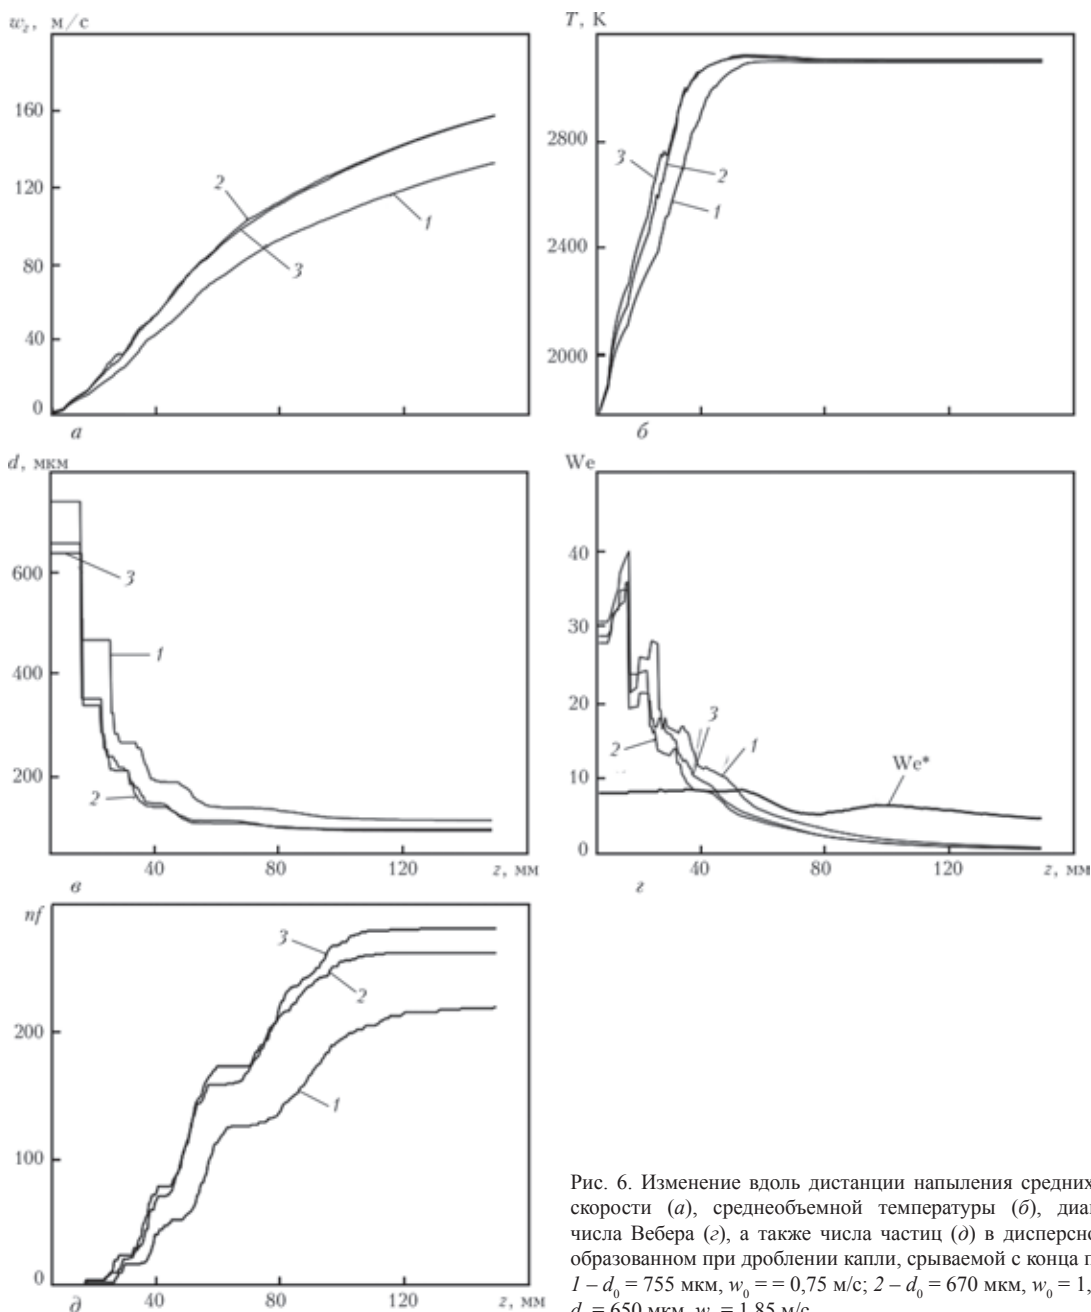 w_z, м/с
160
120
80
40
0
2
1
3
а
T, К
2800
2400
2000
3
2
1
б
d, мкм
600
400
200
3
1
2
40
80
120
z, мм
в
We
40
30
20
10
0
3
2
1
We*
40
80
120
z, мм
г
nf
200
100
0
3
2
1
40
80
120
z, мм
д
Рис. 6. Изменение вдоль дистанции напыления средних
скорости (а), среднеобъемной температуры (б),
числа Вебера (г), а также числа частиц (д) в
образованном при дроблении капли, срываемой с конца
1 – d₀ = 755 мкм, w₀ = = 0,75 м/с; 2 – d₀ = 670 мкм, w₀ = 1,
d₀ = 650 мкм, w₀ = 1,85 м/с